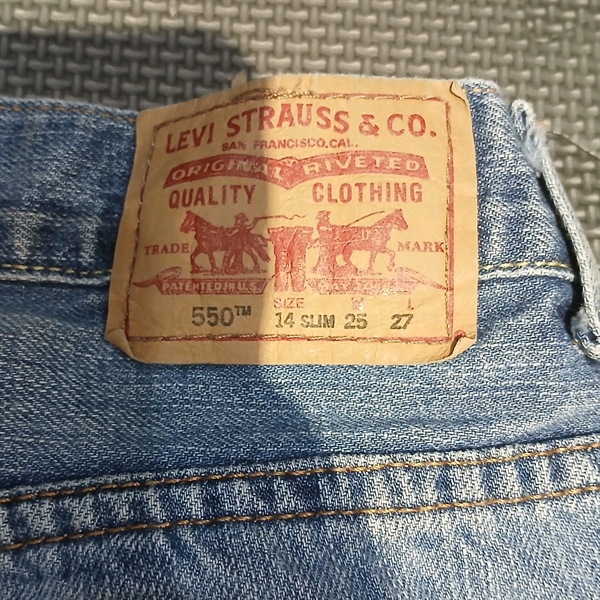 LEVI STRAUSS & CO.
SAN FRANCISCO, CAL.
ORIGINAL RIVETED
QUALITY CLOTHING
TRADE MARK
PATENTED IN U.S.
SIZE W L
550™ 14 SLIM 25 27